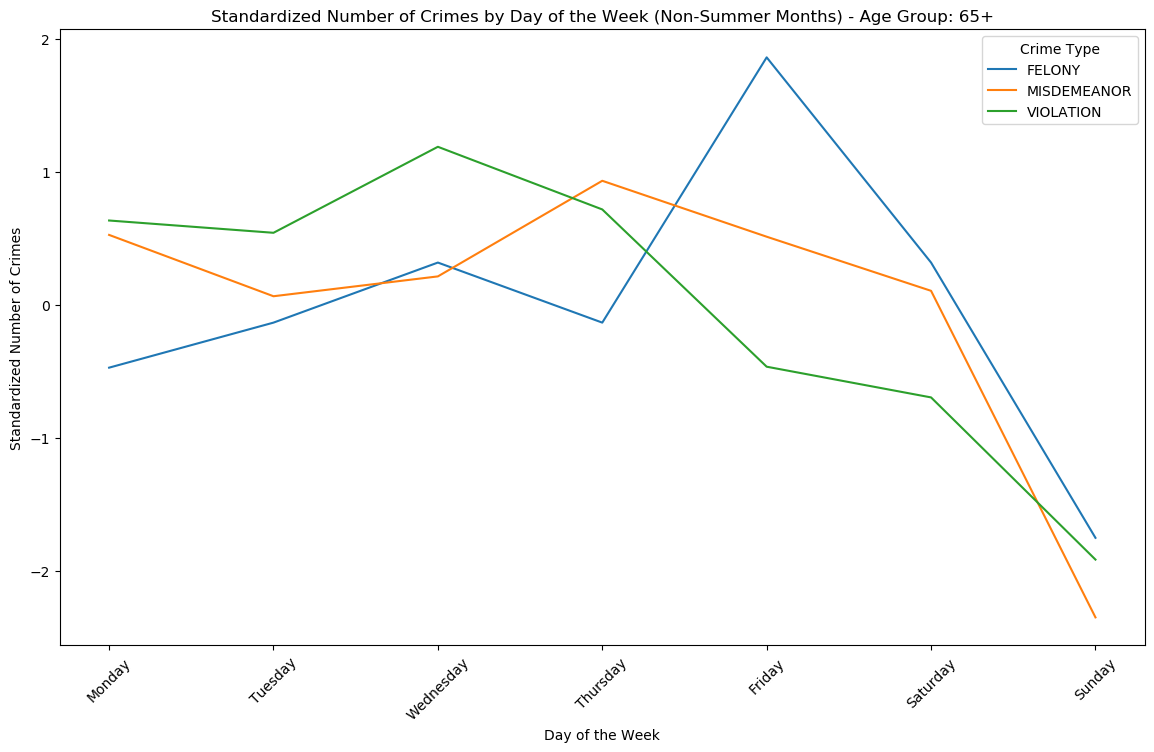 Standardized Number of Crimes by Day of the Week (Non-Summer Months) - Age Group: 65+
Crime Type
FELONY
MISDEMEANOR
VIOLATION
Standardized Number of Crimes
2
1
0
−1
−2
Monday
Tuesday
Wednesday
Thursday
Friday
Saturday
Sunday
Day of the Week